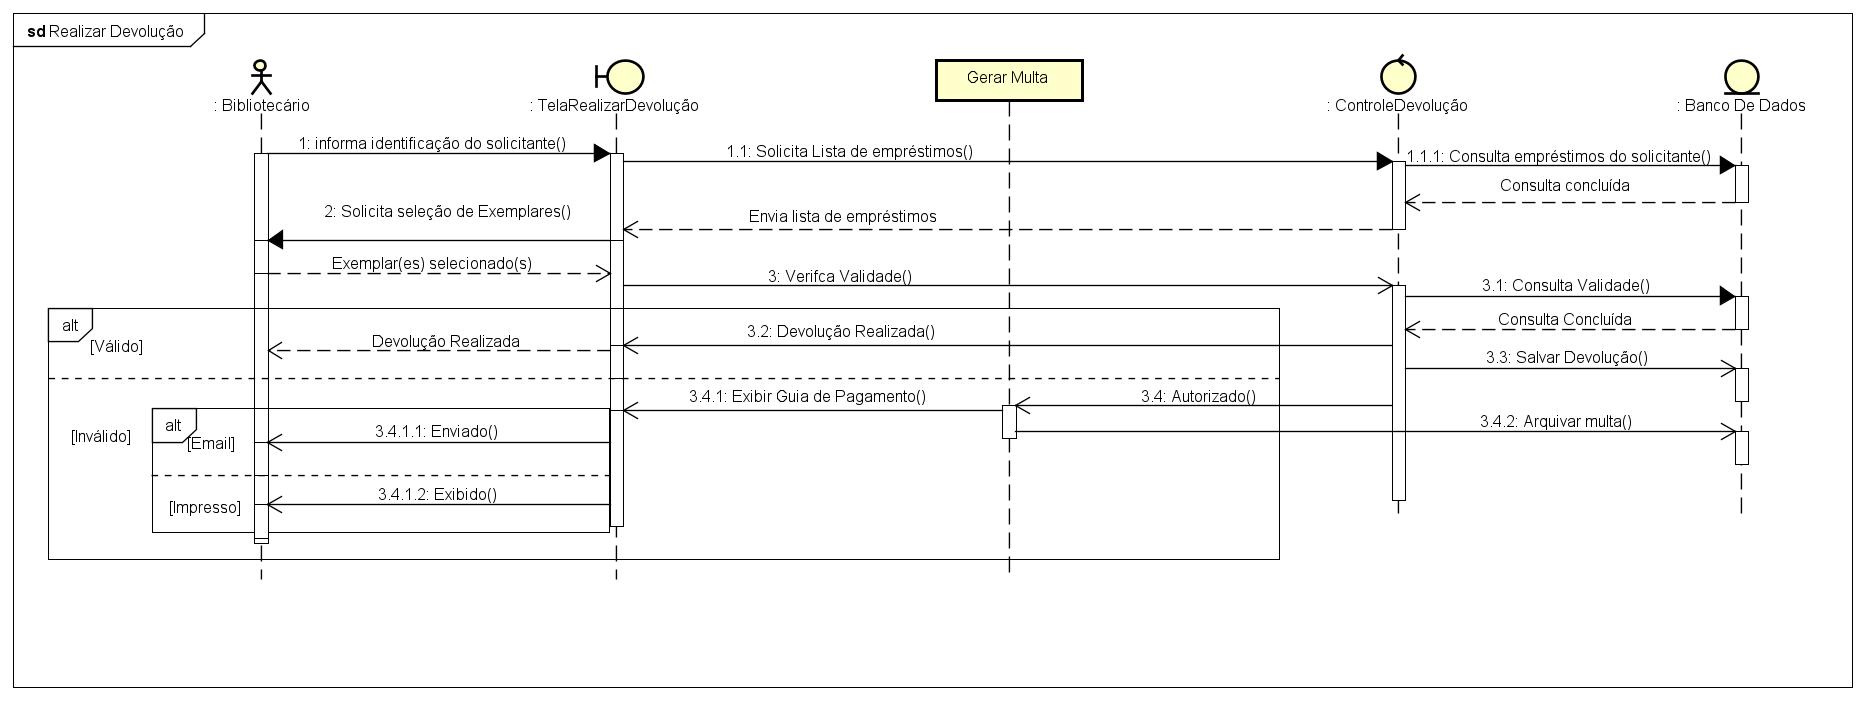 sd Realizar Devolução
Gerar Multa
: Bibliotecário
: TelaRealizarDevolução
: ControleDevolução
: Banco De Dados
1: informa identificação do solicitante()
1.1: Solicita Lista de empréstimos()
1.1.1: Consulta empréstimos do solicitante()
Consulta concluída
2: Solicita seleção de Exemplares()
Envia lista de empréstimos
Exemplar(es) selecionado(s)
3: Verifca Validade()
3.1: Consulta Validade()
alt
[Válido]
Devolução Realizada
3.2: Devolução Realizada()
Consulta Concluída
3.3: Salvar Devolução()
3.4.1: Exibir Guia de Pagamento()
3.4: Autorizado()
[Inválido]
alt
[Email]
3.4.1.1: Enviado()
3.4.2: Arquivar multa()
[Impresso]
3.4.1.2: Exibido()